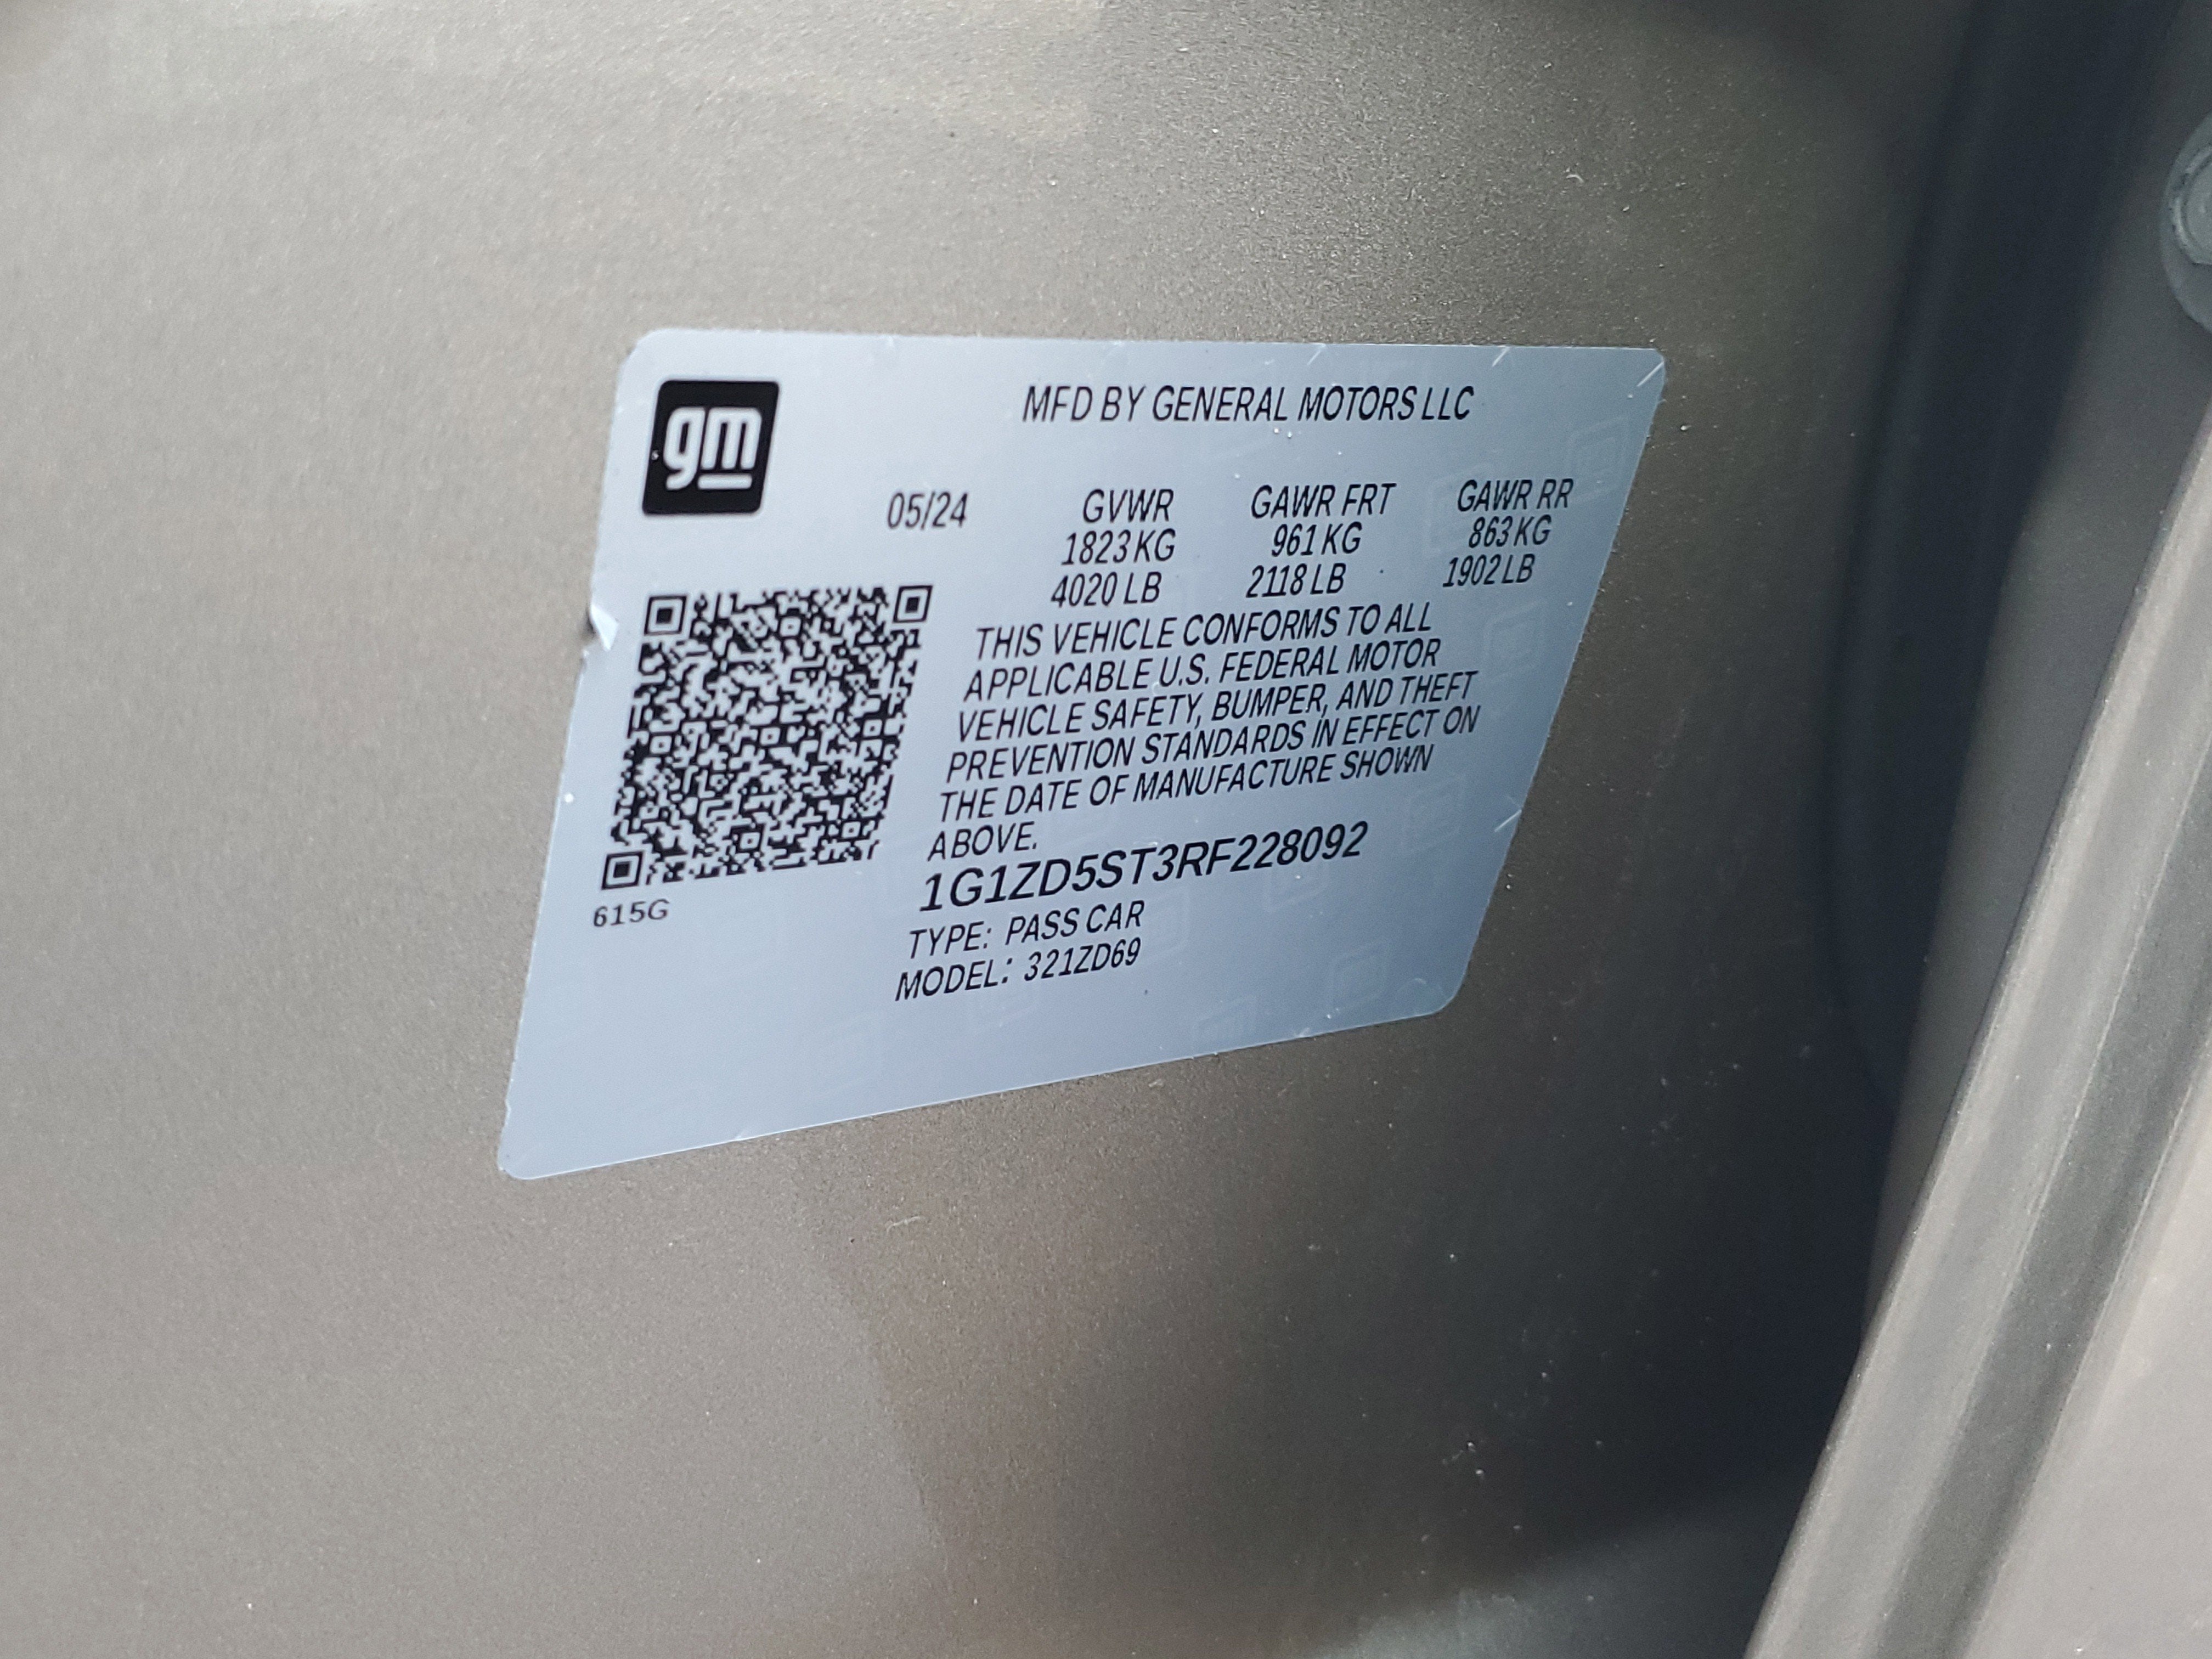 gm
MFD BY GENERAL MOTORS LLC
05/24 GVWR GAWR FRT GAWR RR
1823 KG 961 KG 863 KG
4020 LB 2118 LB 1902 LB
THIS VEHICLE CONFORMS TO ALL
APPLICABLE U.S. FEDERAL MOTOR
VEHICLE SAFETY, BUMPER, AND THEFT
PREVENTION STANDARDS IN EFFECT ON
THE DATE OF MANUFACTURE SHOWN
ABOVE.
1G1ZD5ST3RF228092
615G
TYPE: PASS CAR
MODEL: 321ZD69